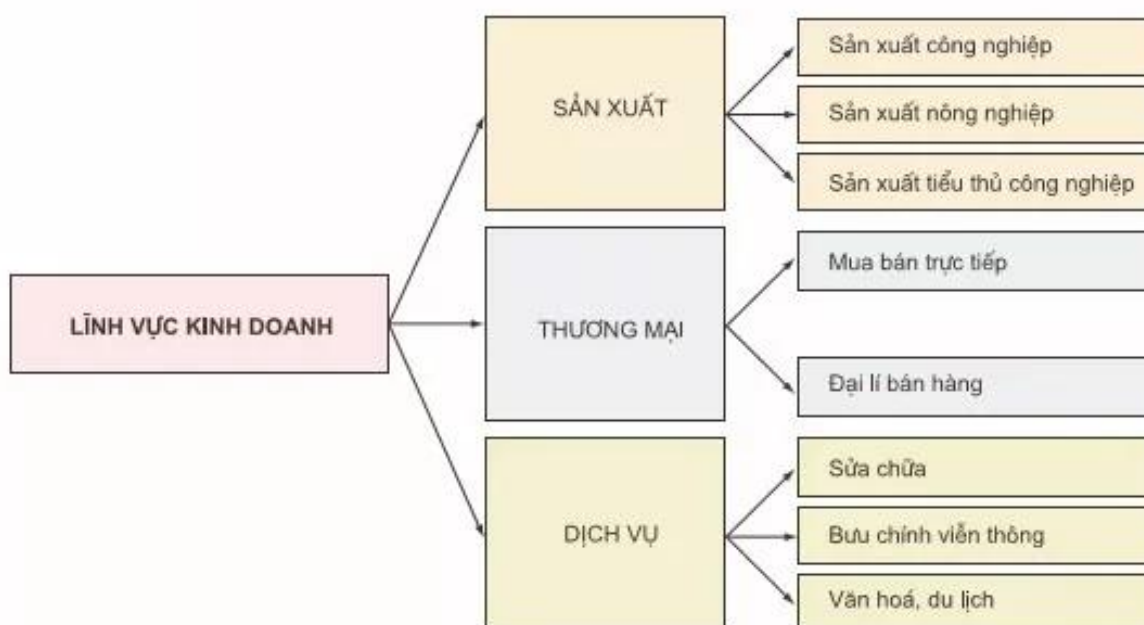 LĨNH VỰC KINH DOANH
SẢN XUẤT
Sản xuất công nghiệp
Sản xuất nông nghiệp
Sản xuất tiểu thủ công nghiệp
THƯƠNG MẠI
Mua bán trực tiếp
Đại lí bán hàng
DỊCH VỤ
Sửa chữa
Bưu chính viễn thông
Văn hoá, du lịch